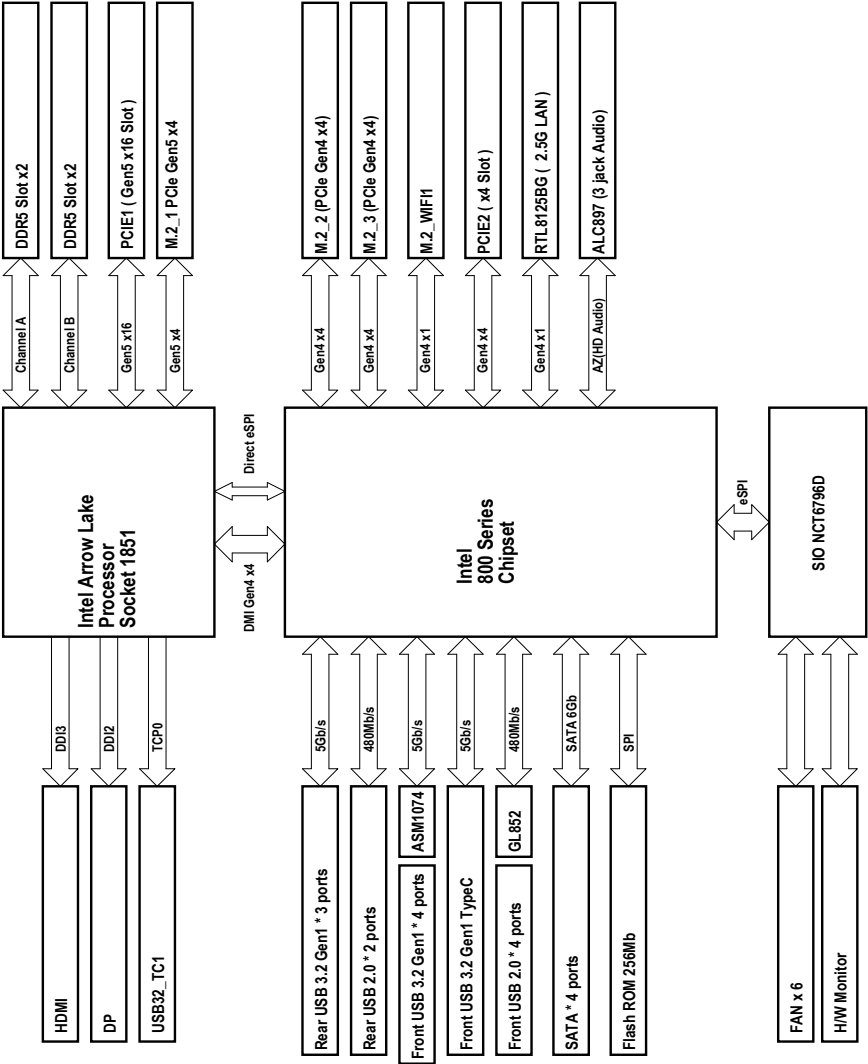 DDR5 Slot x2
DDR5 Slot x2
PCIE1 ( Gen5 x16 Slot )
M.2_1 PCIe Gen5 x4
M.2_2 (PCIe Gen4 x4)
M.2_3 (PCIe Gen4 x4)
M.2_WIFI1
PCIE2 ( x4 Slot )
RTL8125BG ( 2.5G LAN )
ALC897 (3 jack Audio)
Channel A
Channel B
Gen5 x16
Gen5 x4
Gen4 x4
Gen4 x4
Gen4 x1
Gen4 x4
Gen4 x1
AZ(HD Audio)
Intel Arrow Lake
Processor
Socket 1851
Direct eSPI
DMI Gen4 x4
Intel
800 Series
Chipset
eSPI
SIO NCT6796D
DDI3
DDI2
TCP0
5Gb/s
480Mb/s
5Gb/s
5Gb/s
480Mb/s
SATA 6Gb
SPI
HDMI
DP
USB32_TC1
Rear USB 3.2 Gen1 * 3 ports
Rear USB 2.0 * 2 ports
ASM1074
Front USB 3.2 Gen1 * 4 ports
Front USB 3.2 Gen1 TypeC
GL852
Front USB 2.0 * 4 ports
SATA * 4 ports
Flash ROM 256Mb
FAN x 6
H/W Monitor